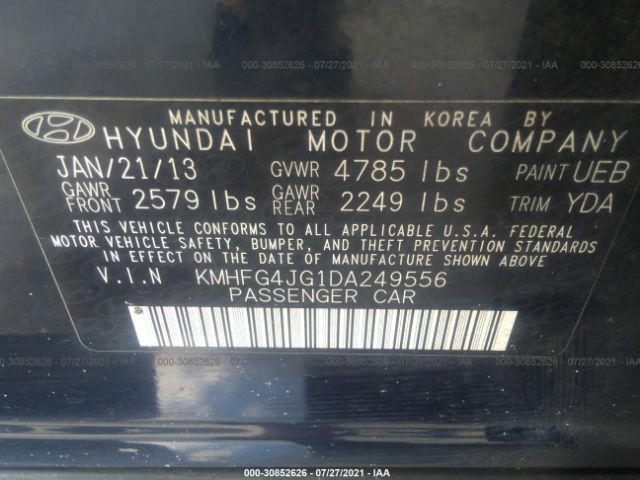 000-30852626 - 07/27/2021 - IAA
MANUFACTURED IN KOREA BY
HYUNDAI MOTOR COMPANY
JAN/21/13 GVWR 4785 lbs PAINT UEB
GAWR FRONT 2579 lbs GAWR REAR 2249 lbs TRIM YDA
THIS VEHICLE CONFORMS TO ALL APPLICABLE U.S.A. FEDERAL
MOTOR VEHICLE SAFETY, BUMPER, AND THEFT PREVENTION STANDARDS
IN EFFECT ON THE DATE OF MANUFACTURE SHOWN ABOVE.
V.I.N KMHFG4JG1DA249556
PASSENGER CAR
000-30852626 - 07/27/2021 - IAA